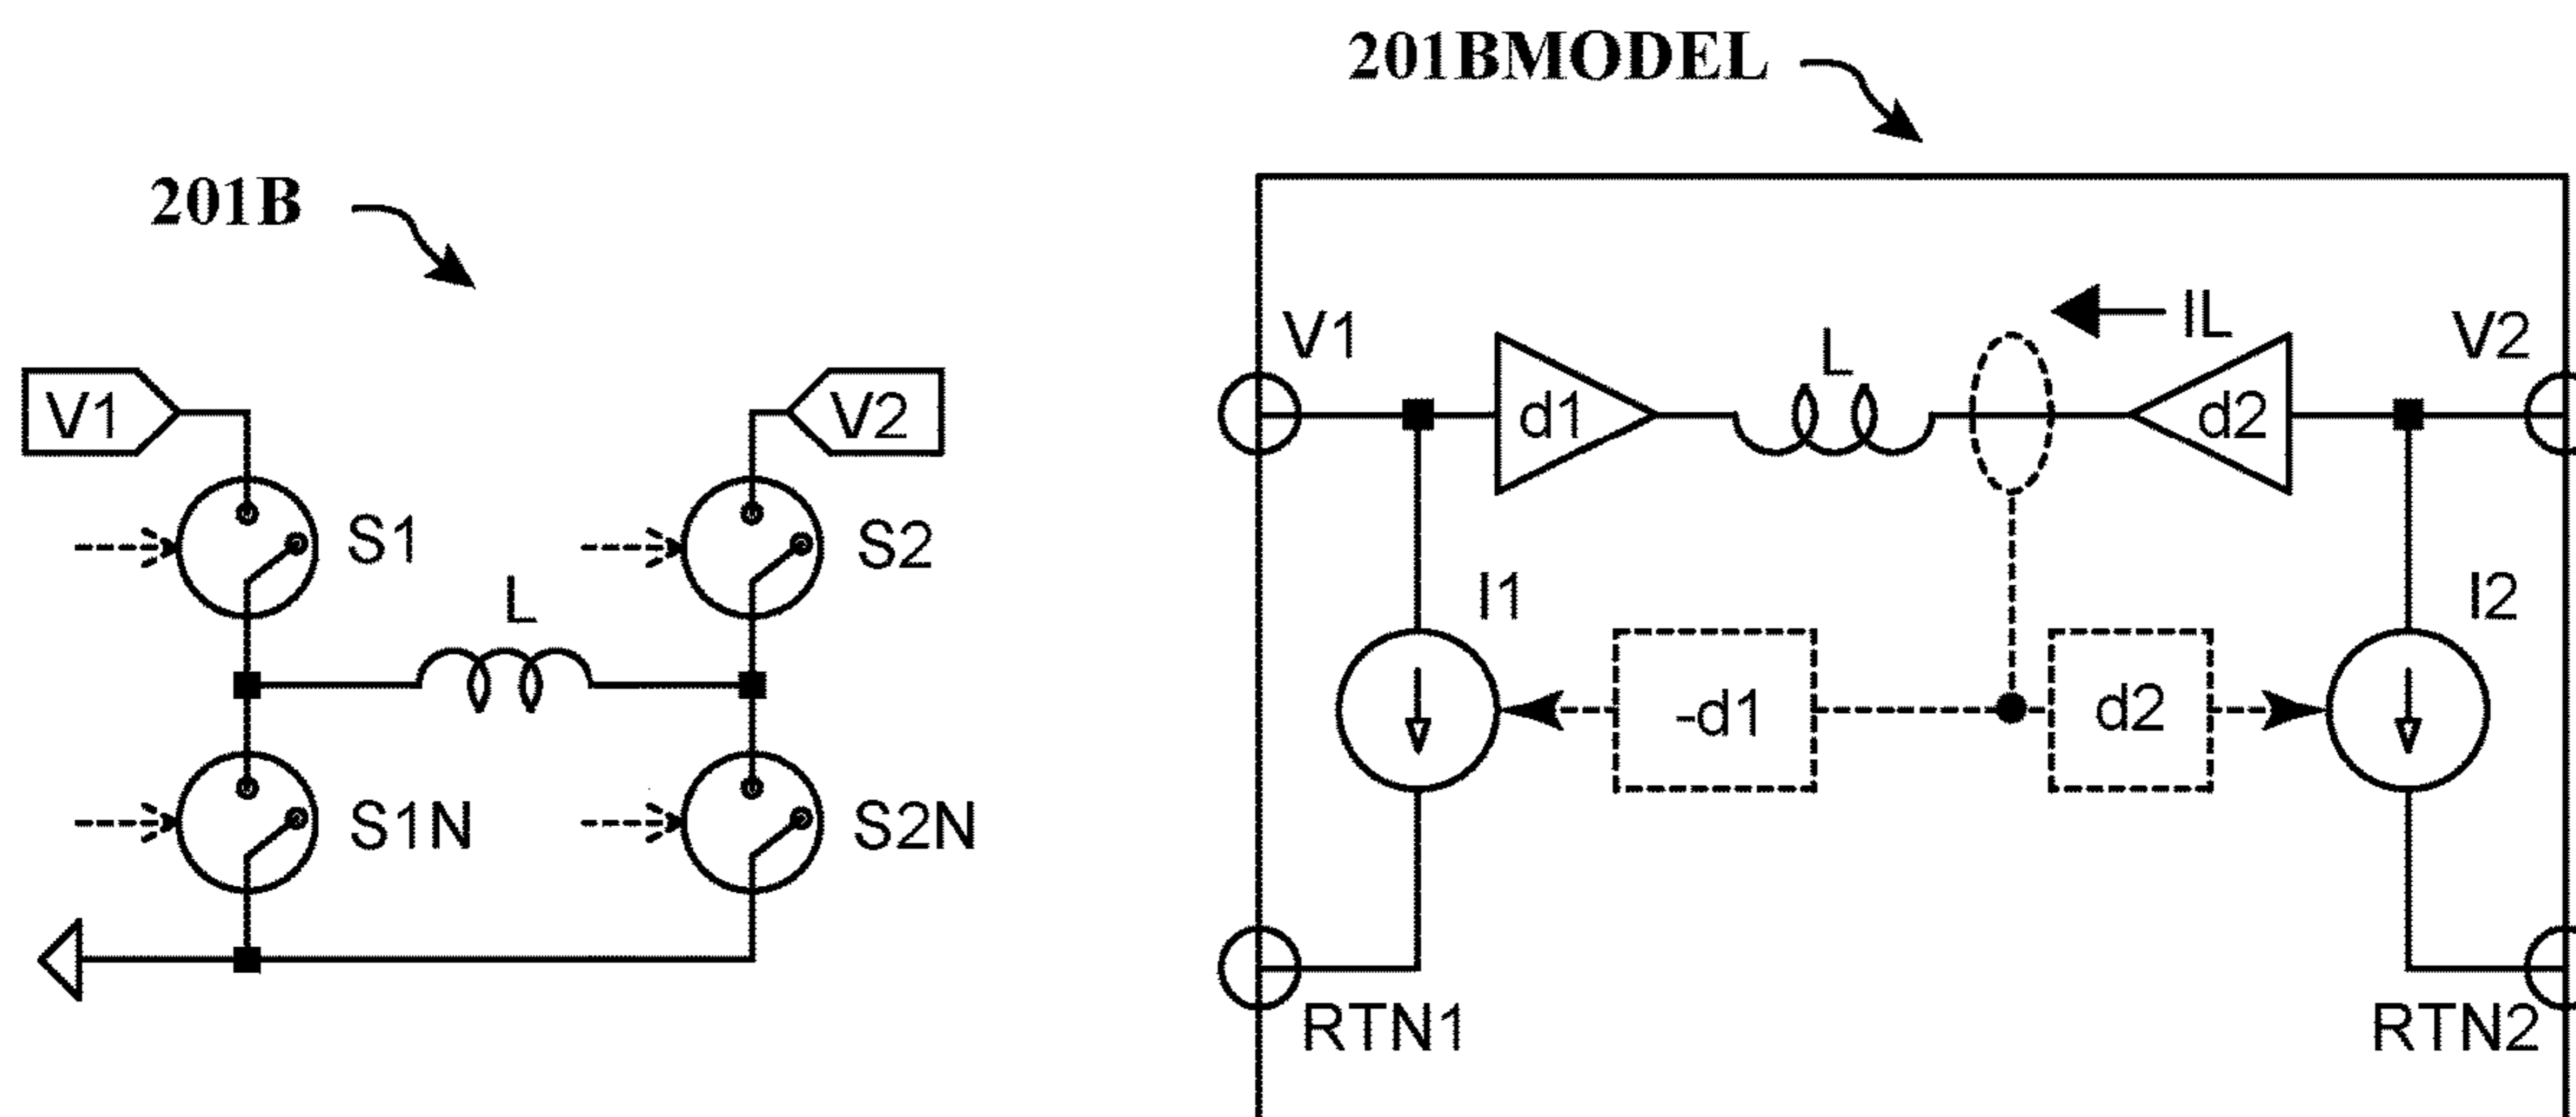 201BMODEL
201B
V1
V2
S1
S2
L
S1N
S2N
V1
d1
L
IL
d2
V2
I1
-d1
d2
I2
RTN1
RTN2